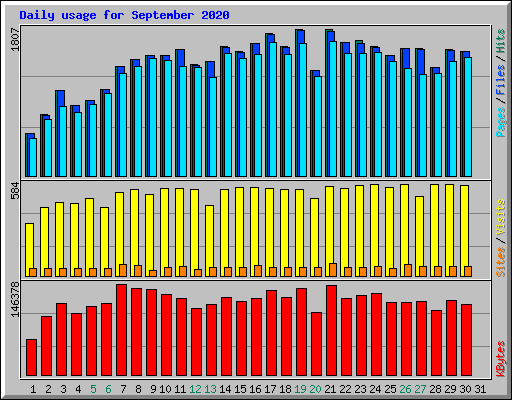 Daily usage for September 2020
1807
584
146378
Pages / Files / Hits
Sites / Visits
KBytes
1 2 3 4 5 6 7 8 9 10 11 12 13 14 15 16 17 18 19 20 21 22 23 24 25 26 27 28 29 30 31